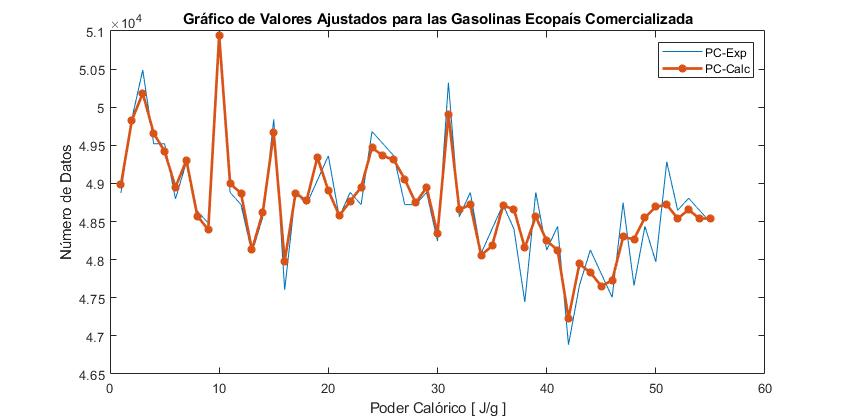 Gráfico de Valores Ajustados para las Gasolinas Ecopaís Comercializada
×10⁴
5.1
5.05
5
4.95
4.9
4.85
4.8
4.75
4.7
4.65
Número de Datos
PC-Exp
PC-Calc
0 10 20 30 40 50 60
Poder Calórico [ J/g ]